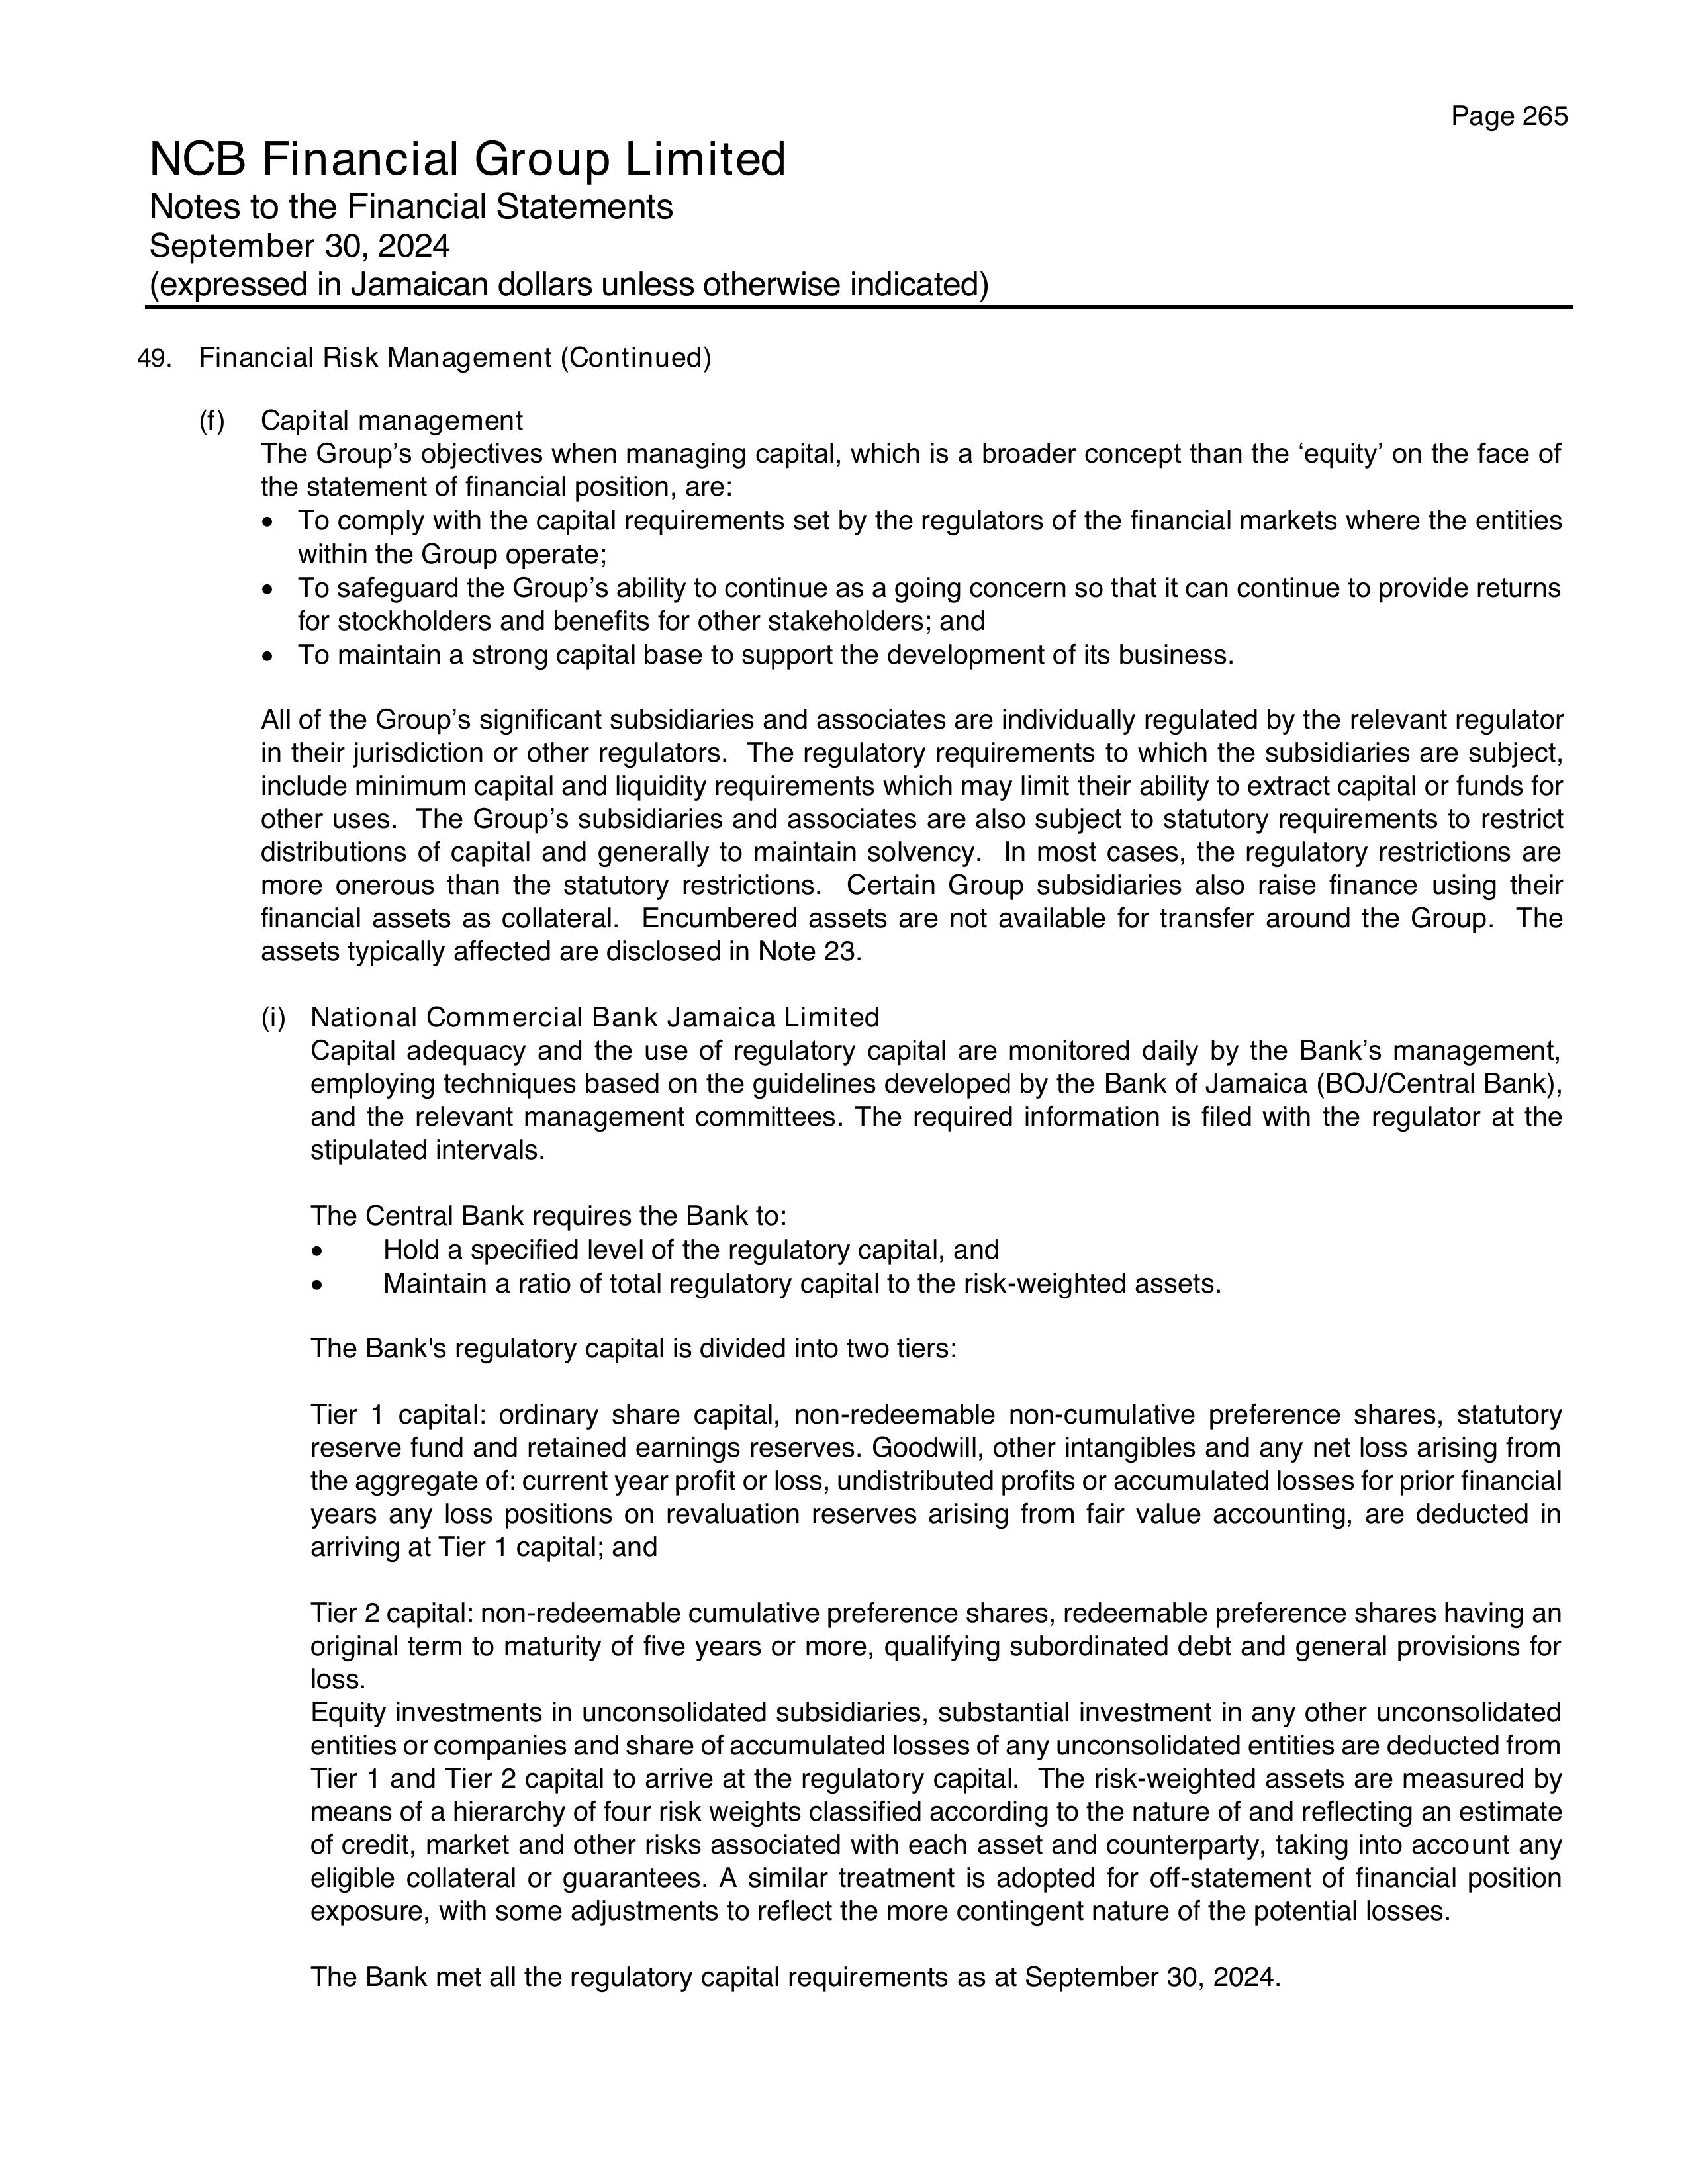 Page 265
NCB Financial Group Limited
Notes to the Financial Statements
September 30, 2024
(expressed in Jamaican dollars unless otherwise indicated)
49. Financial Risk Management (Continued)
(f) Capital management
The Group’s objectives when managing capital, which is a broader concept than the ‘equity’ on the face of
the statement of financial position, are:
• To comply with the capital requirements set by the regulators of the financial markets where the entities
within the Group operate;
• To safeguard the Group’s ability to continue as a going concern so that it can continue to provide returns
for stockholders and benefits for other stakeholders; and
• To maintain a strong capital base to support the development of its business.
All of the Group’s significant subsidiaries and associates are individually regulated by the relevant regulator
in their jurisdiction or other regulators. The regulatory requirements to which the subsidiaries are subject,
include minimum capital and liquidity requirements which may limit their ability to extract capital or funds for
other uses. The Group’s subsidiaries and associates are also subject to statutory requirements to restrict
distributions of capital and generally to maintain solvency. In most cases, the regulatory restrictions are
more onerous than the statutory restrictions. Certain Group subsidiaries also raise finance using their
financial assets as collateral. Encumbered assets are not available for transfer around the Group. The
assets typically affected are disclosed in Note 23.
(i) National Commercial Bank Jamaica Limited
Capital adequacy and the use of regulatory capital are monitored daily by the Bank’s management,
employing techniques based on the guidelines developed by the Bank of Jamaica (BOJ/Central Bank),
and the relevant management committees. The required information is filed with the regulator at the
stipulated intervals.
The Central Bank requires the Bank to:
• Hold a specified level of the regulatory capital, and
• Maintain a ratio of total regulatory capital to the risk-weighted assets.
The Bank's regulatory capital is divided into two tiers:
Tier 1 capital: ordinary share capital, non-redeemable non-cumulative preference shares, statutory
reserve fund and retained earnings reserves. Goodwill, other intangibles and any net loss arising from
the aggregate of: current year profit or loss, undistributed profits or accumulated losses for prior financial
years any loss positions on revaluation reserves arising from fair value accounting, are deducted in
arriving at Tier 1 capital; and
Tier 2 capital: non-redeemable cumulative preference shares, redeemable preference shares having an
original term to maturity of five years or more, qualifying subordinated debt and general provisions for
loss.
Equity investments in unconsolidated subsidiaries, substantial investment in any other unconsolidated
entities or companies and share of accumulated losses of any unconsolidated entities are deducted from
Tier 1 and Tier 2 capital to arrive at the regulatory capital. The risk-weighted assets are measured by
means of a hierarchy of four risk weights classified according to the nature of and reflecting an estimate
of credit, market and other risks associated with each asset and counterparty, taking into account any
eligible collateral or guarantees. A similar treatment is adopted for off-statement of financial position
exposure, with some adjustments to reflect the more contingent nature of the potential losses.
The Bank met all the regulatory capital requirements as at September 30, 2024.